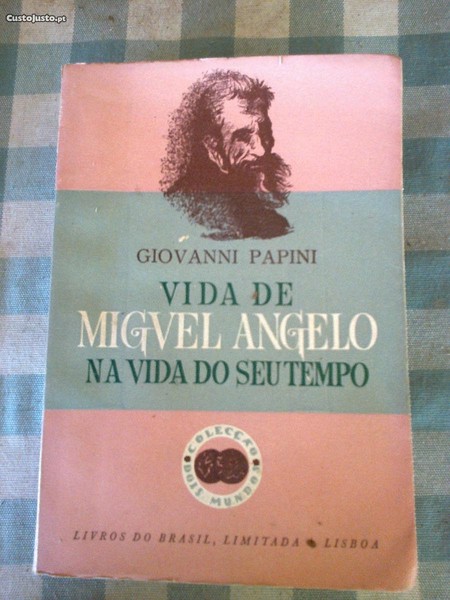 CustoJusto.pt
GIOVANNI PAPINI
VIDA DE
MIGVEL ANGELO
NA VIDA DO SEU TEMPO
COLECÇÃO
DOIS MUNDOS
LIVROS DO BRASIL, LIMITADA LISBOA